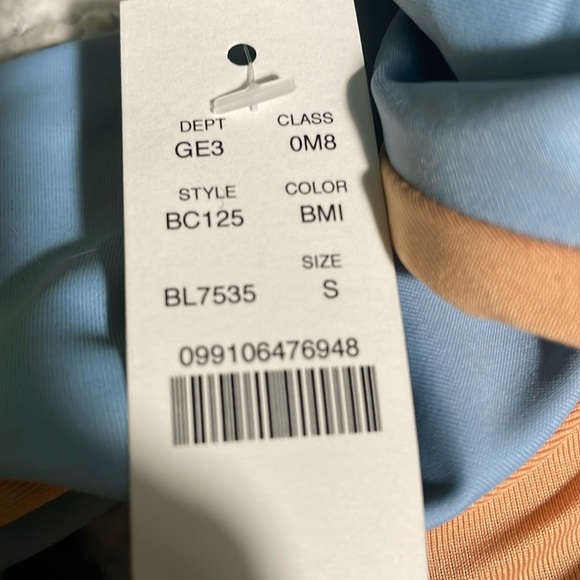 DEPT CLASS
GE3 0M8
STYLE COLOR
BC125 BMI
SIZE
BL7535 S
099106476948